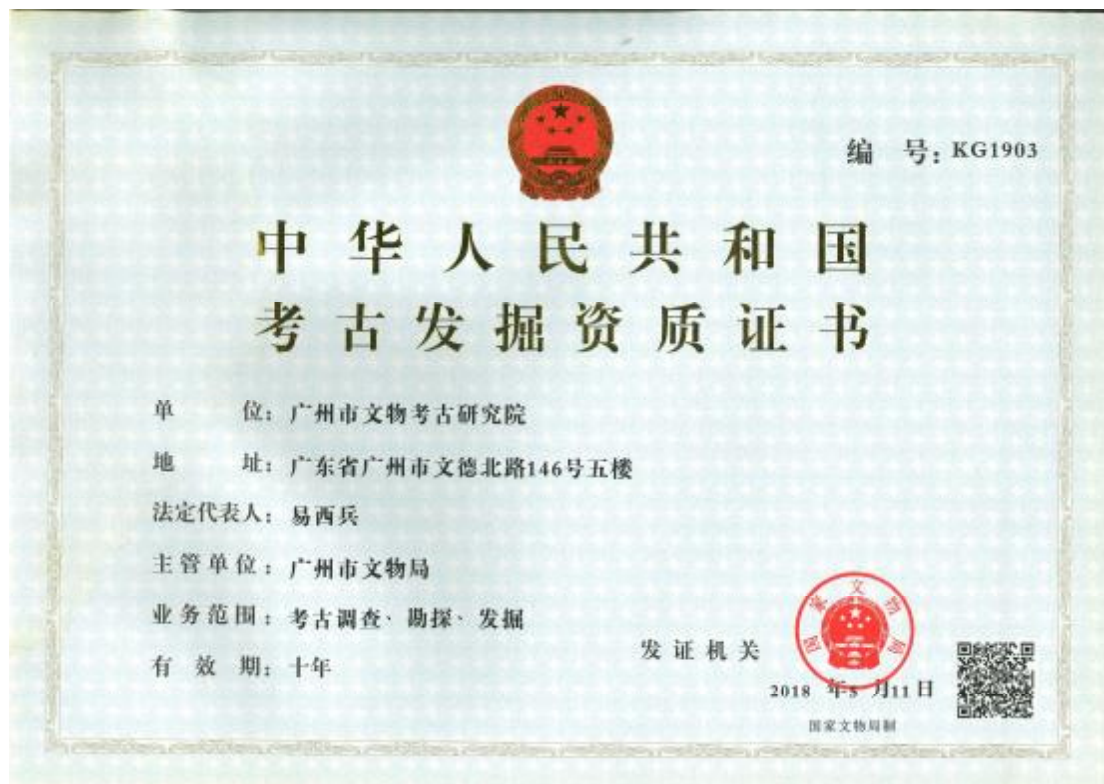 编 号：KG1903
中华人民共和国
考古发掘资质证书
单 位：广州市文物考古研究院
地 址：广东省广州市文德北路146号五楼
法定代表人：易西兵
主管单位：广州市文物局
业务范围：考古调查、勘探、发掘
有 效 期：十年
发证机关
国家文物局
2018 年5 月11日
国家文物局制